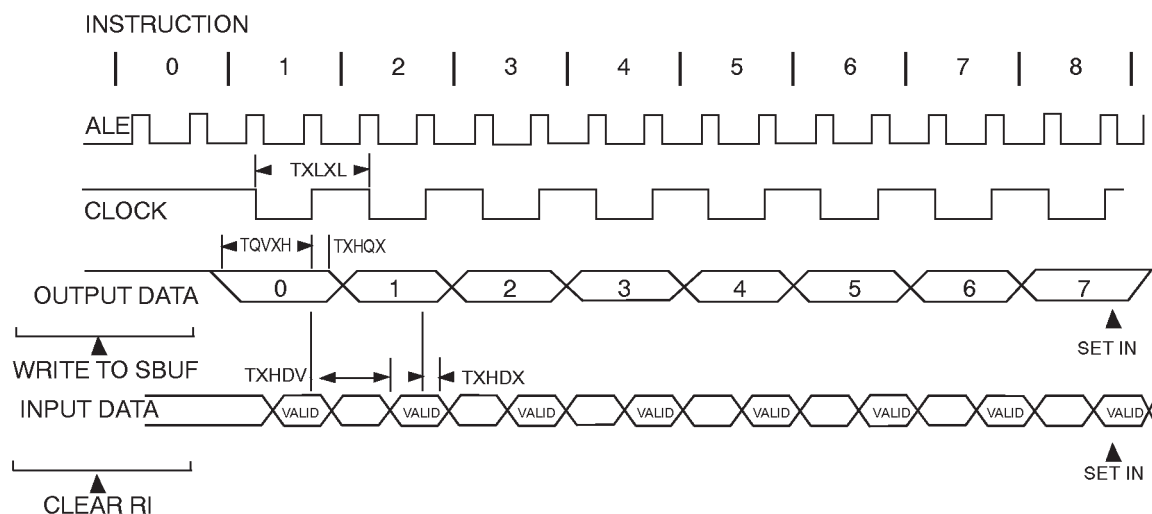 INSTRUCTION
0 1 2 3 4 5 6 7 8
ALE
TXLXL
CLOCK
TQVXH TXHQX
OUTPUT DATA 0 1 2 3 4 5 6 7
WRITE TO SBUF
SET IN
TXHDV TXHDX
INPUT DATA VALID VALID VALID VALID VALID VALID VALID VALID
SET IN
CLEAR RI